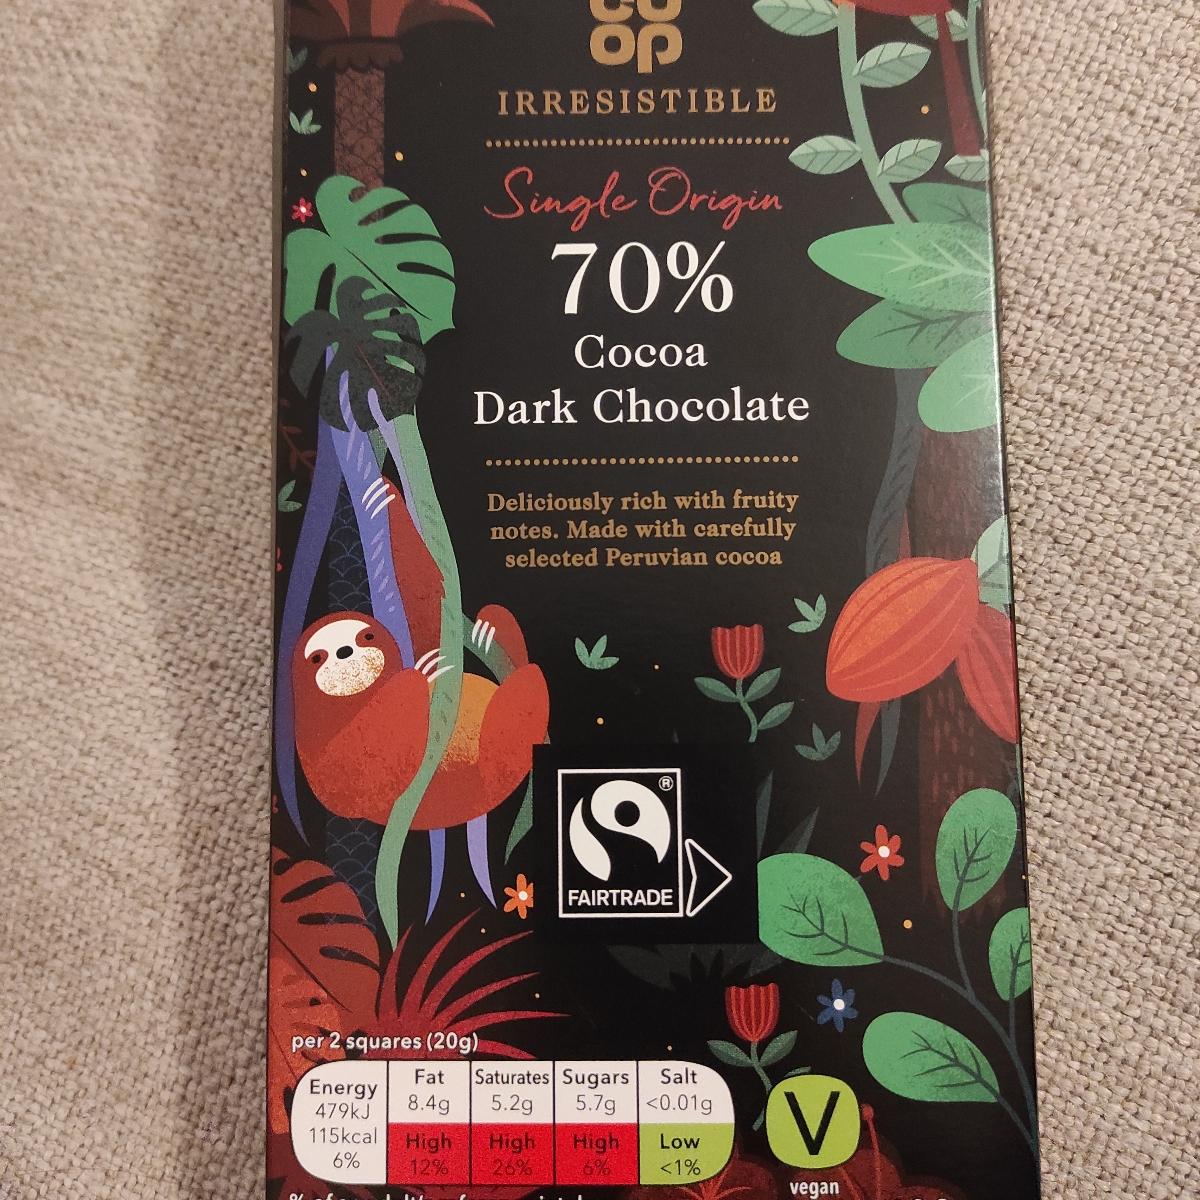 CO
OP
IRRESISTIBLE
Single Origin
70%
Cocoa
Dark Chocolate
Deliciously rich with fruity
notes. Made with carefully
selected Peruvian cocoa
®
FAIRTRADE
per 2 squares (20g)
Energy 479kJ 115kcal 6%
Fat 8.4g High 12%
Saturates 5.2g High 26%
Sugars 5.7g High 6%
Salt <0.01g Low <1%
V
vegan